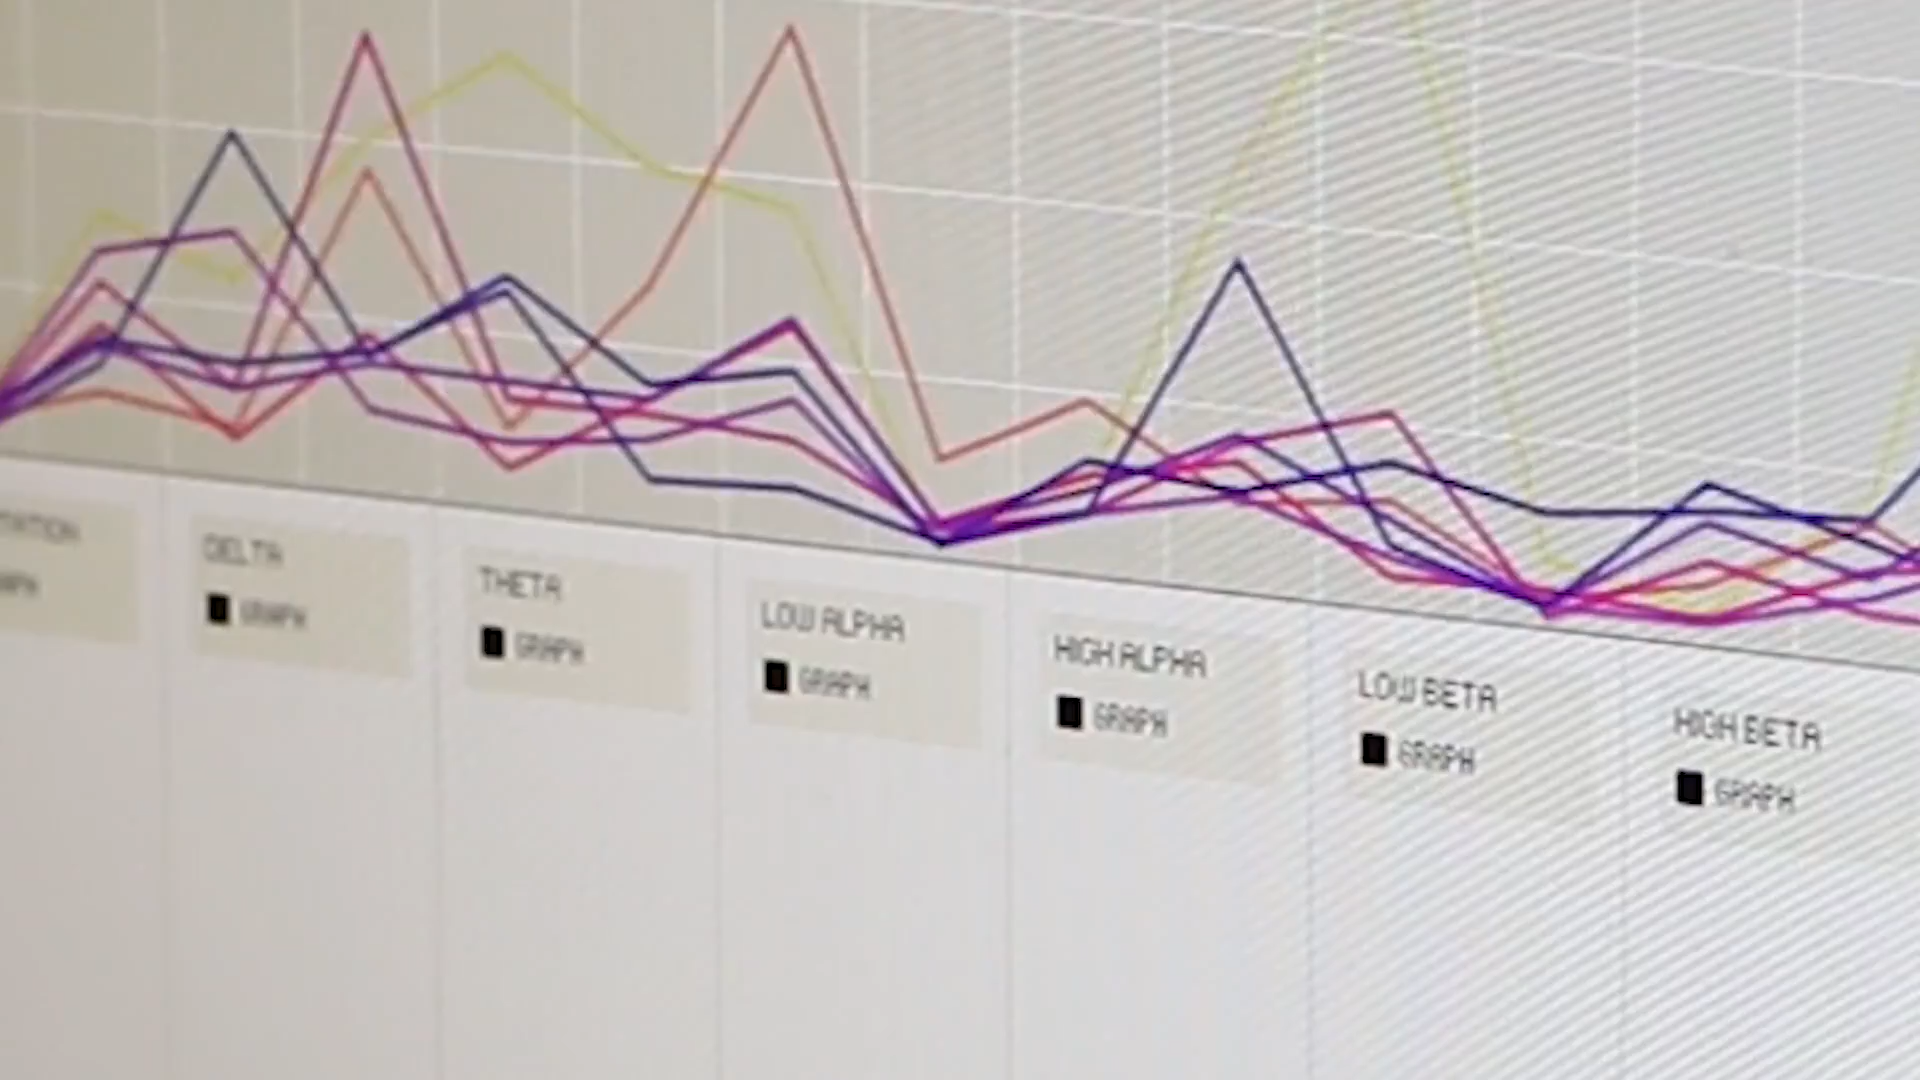 DELTA
GRAPH
THETA
GRAPH
LOW ALPHA
GRAPH
HIGH ALPHA
GRAPH
LOW BETA
GRAPH
HIGH BETA
GRAPH